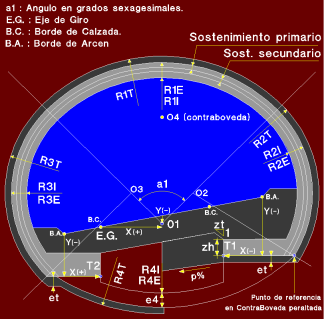 a1 : Angulo en grados sexagesimales.
E.G. : Eje de Giro
B.C. : Borde de Calzada.
B.A. : Borde de Arcen
Sostenimiento primario
Sost. secundario
R1T
R1E
R1I
O4 (contraboveda)
R2T
R2I
R2E
R3T
R3I
R3E
O3
a1
O2
B.A.
B.C.
Y(-)
O1
B.C.
B.A.
Y(-)
E.G.
X(+)
zt
1
Y(-)
zh
T1
X(-)
X(+)
T2
et
R4T
R4I
R4E
p%
et
e4
Punto de referencia
en ContraBoveda peraltada